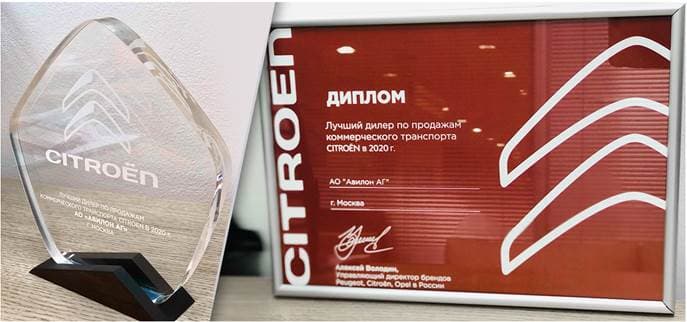 CITROËN
ЛУЧШИЙ ДИЛЕР ПО ПРОДАЖАМ
КОММЕРЧЕСКОГО ТРАНСПОРТА CITROËN В 2020 г.
АО «АВИЛОН АГ»
Г. МОСКВА
CITROËN
ДИПЛОМ
Лучший дилер по продажам
коммерческого транспорта
CITROËN в 2020 г.
АО "Авилон АГ"
г. Москва
Алексей Володин,
Управляющий директор брендов
Peugeot, Citroën, Opel в России